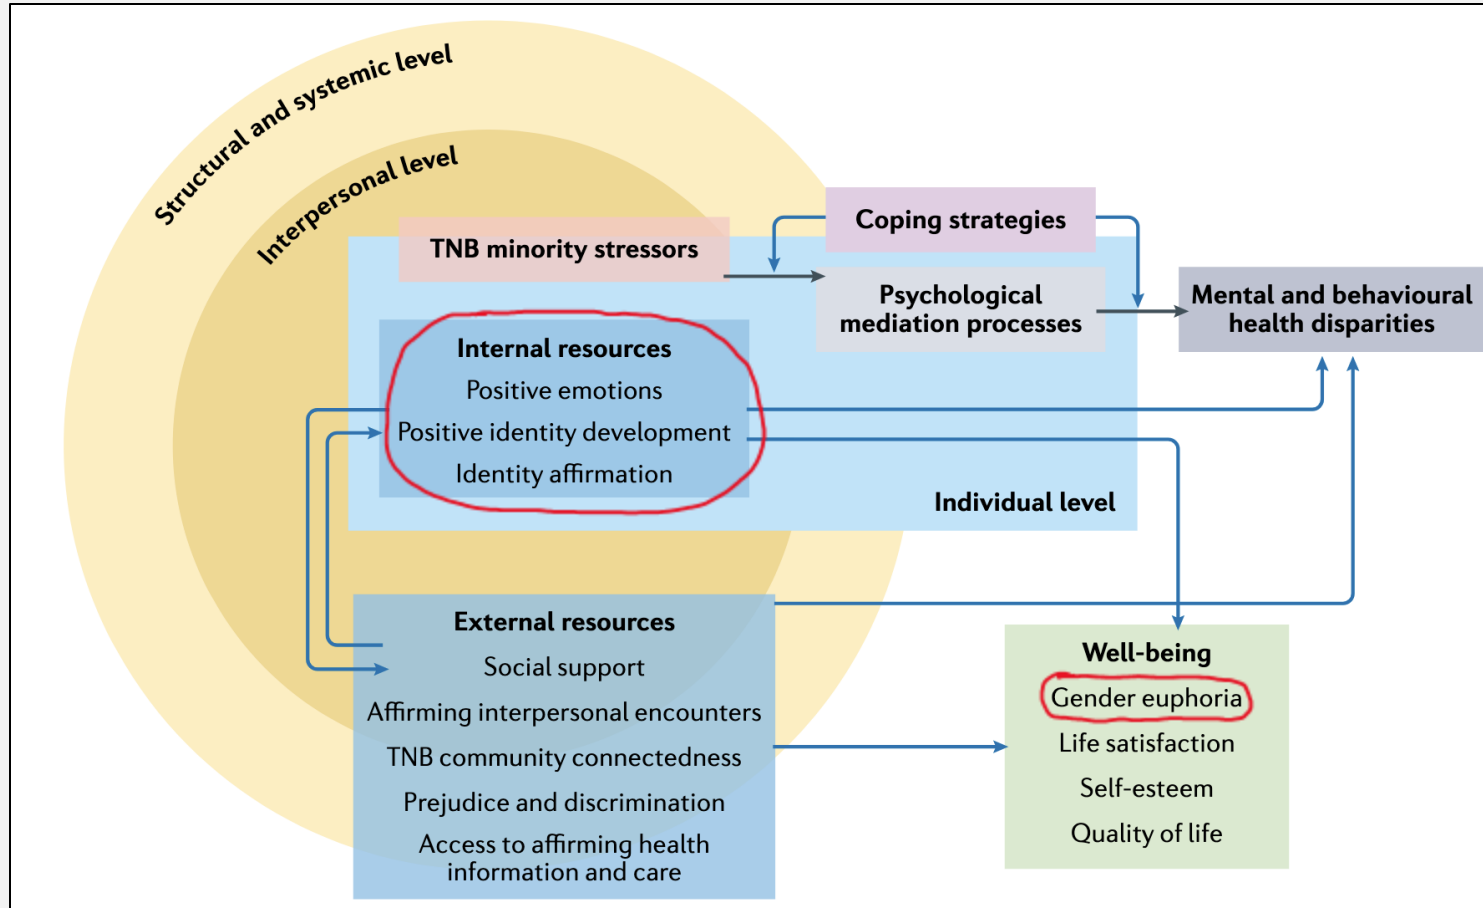 Structural and systemic level
Interpersonal level
TNB minority stressors
Coping strategies
Psychological
mediation processes
Mental and behavioural
health disparities
Internal resources
Positive emotions
Positive identity development
Identity affirmation
Individual level
External resources
Social support
Affirming interpersonal encounters
TNB community connectedness
Prejudice and discrimination
Access to affirming health
information and care
Well-being
Gender euphoria
Life satisfaction
Self-esteem
Quality of life